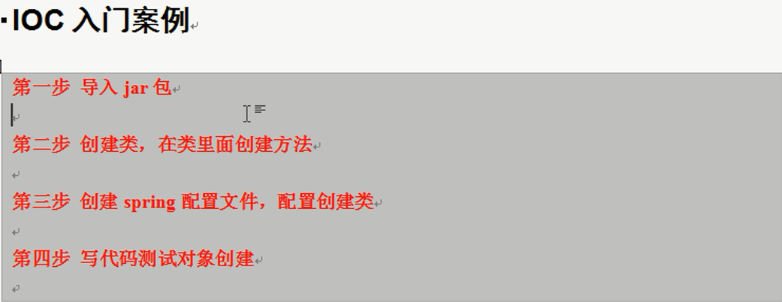 IOC 入门案例
第一步 导入 jar 包
第二步 创建类，在类里面创建方法
第三步 创建 spring 配置文件，配置创建类
第四步 写代码测试对象创建